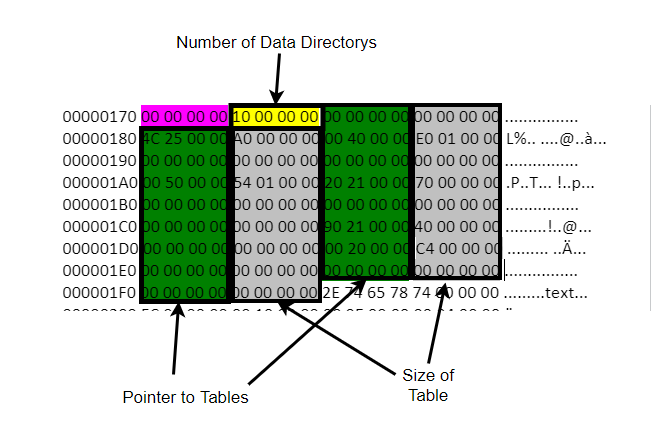 Number of Data Directorys
00000170 00 00 00 00 10 00 00 00 00 00 00 00 00 00 00 00 ................
00000180 4C 25 00 00 A0 00 00 00 00 40 00 00 E0 01 00 00 L%.. ....@..à...
00000190 00 00 00 00 00 00 00 00 00 00 00 00 00 00 00 00 ................
000001A0 00 50 00 00 54 01 00 00 20 21 00 00 70 00 00 00 .P..T... !..p...
000001B0 00 00 00 00 00 00 00 00 00 00 00 00 00 00 00 00 ................
000001C0 00 00 00 00 00 00 00 00 90 21 00 00 40 00 00 00 .........!..@...
000001D0 00 00 00 00 00 00 00 00 00 20 00 00 C4 00 00 00 ......... ..Ä...
000001E0 00 00 00 00 00 00 00 00 00 00 00 00 00 00 00 00 ................
000001F0 00 00 00 00 00 00 00 00 2E 74 65 78 74 00 00 00 .........text...
Pointer to Tables
Size of
Table